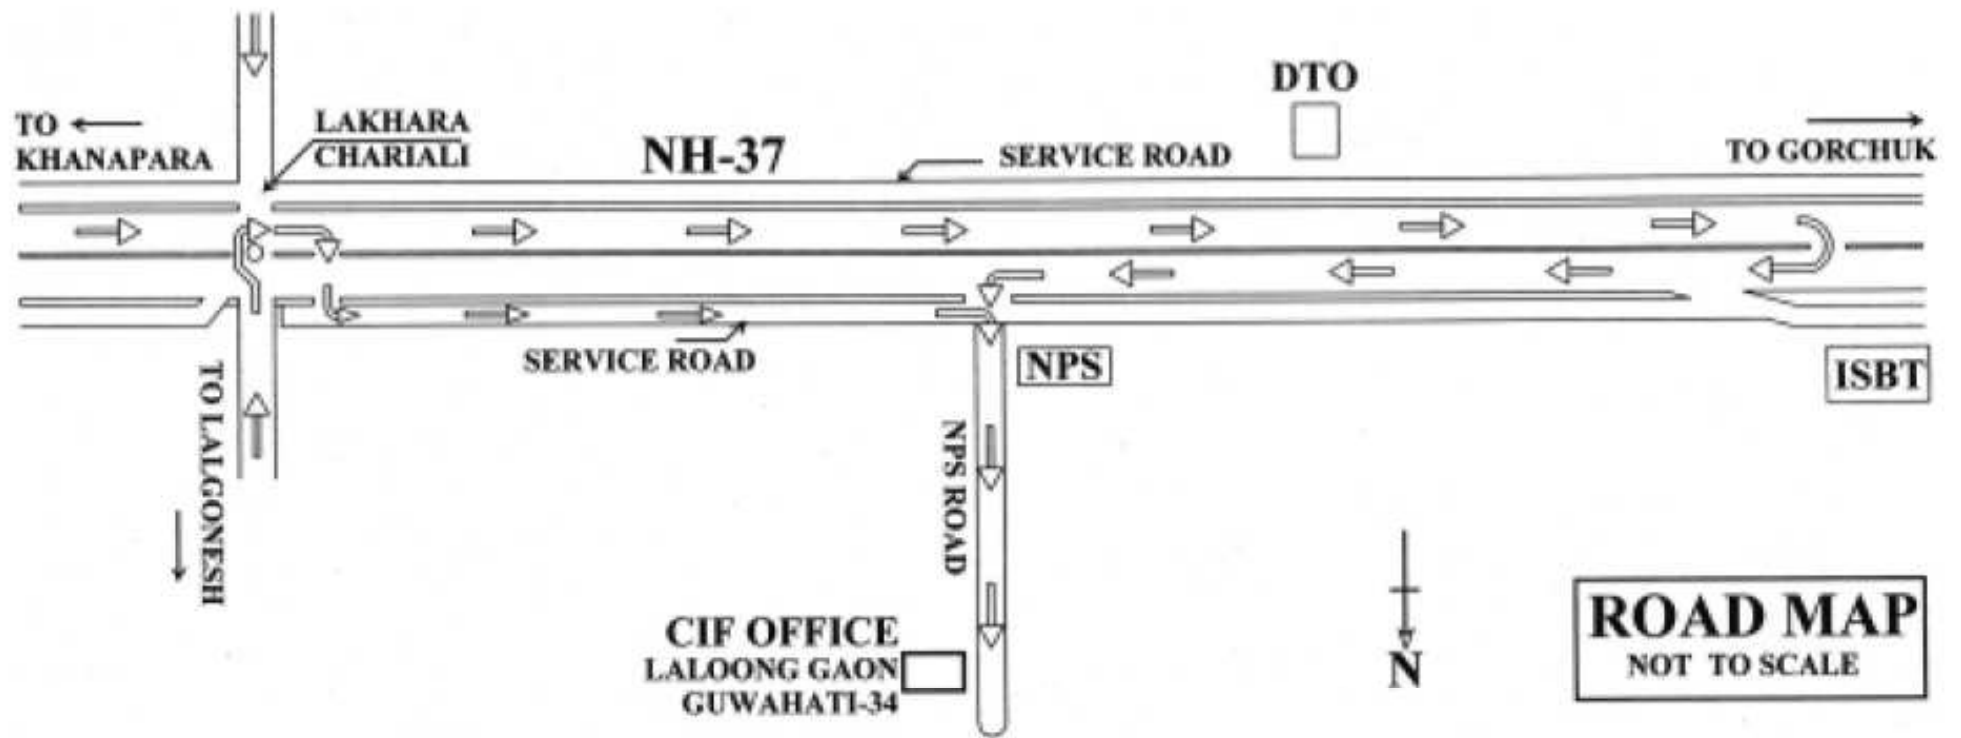 DTO
TO
KHANAPARA
LAKHARA
CHARIALI
NH-37
SERVICE ROAD
TO GORCHUK
SERVICE ROAD
NPS
ISBT
TO LALGONESH
NPS ROAD
CIF OFFICE
LALOONG GAON
GUWAHATI-34
N
ROAD MAP
NOT TO SCALE